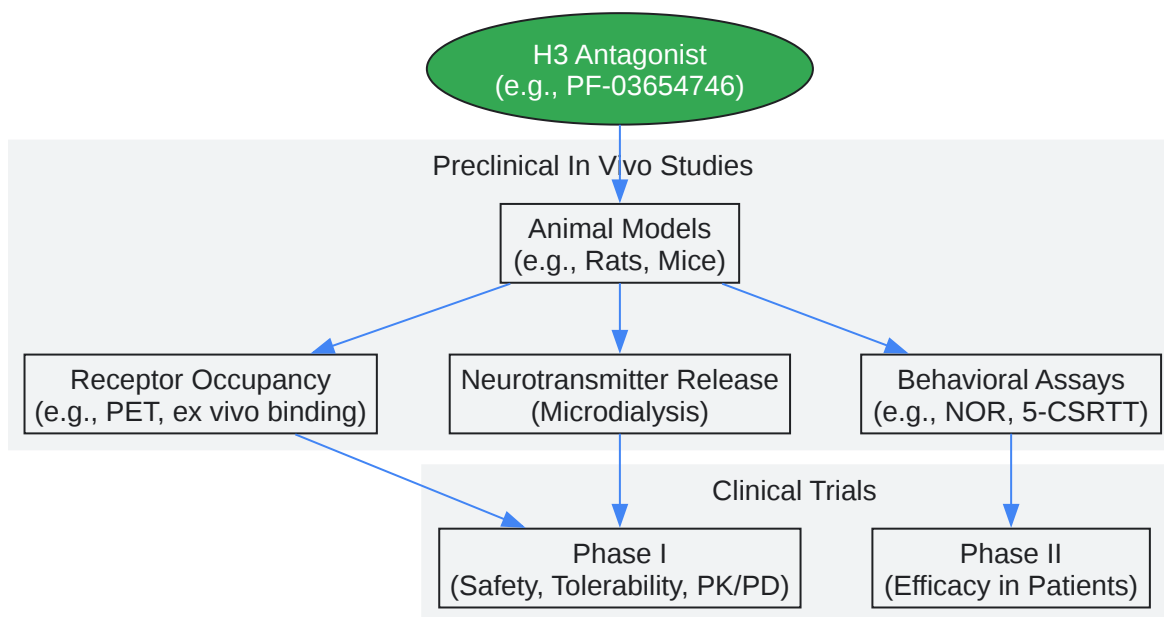 H3 Antagonist
(e.g., PF-03654746)
Preclinical In Vivo Studies
Animal Models
(e.g., Rats, Mice)
Receptor Occupancy
(e.g., PET, ex vivo binding)
Neurotransmitter Release
(Microdialysis)
Behavioral Assays
(e.g., NOR, 5-CSRTT)
Clinical Trials
Phase I
(Safety, Tolerability, PK/PD)
Phase II
(Efficacy in Patients)